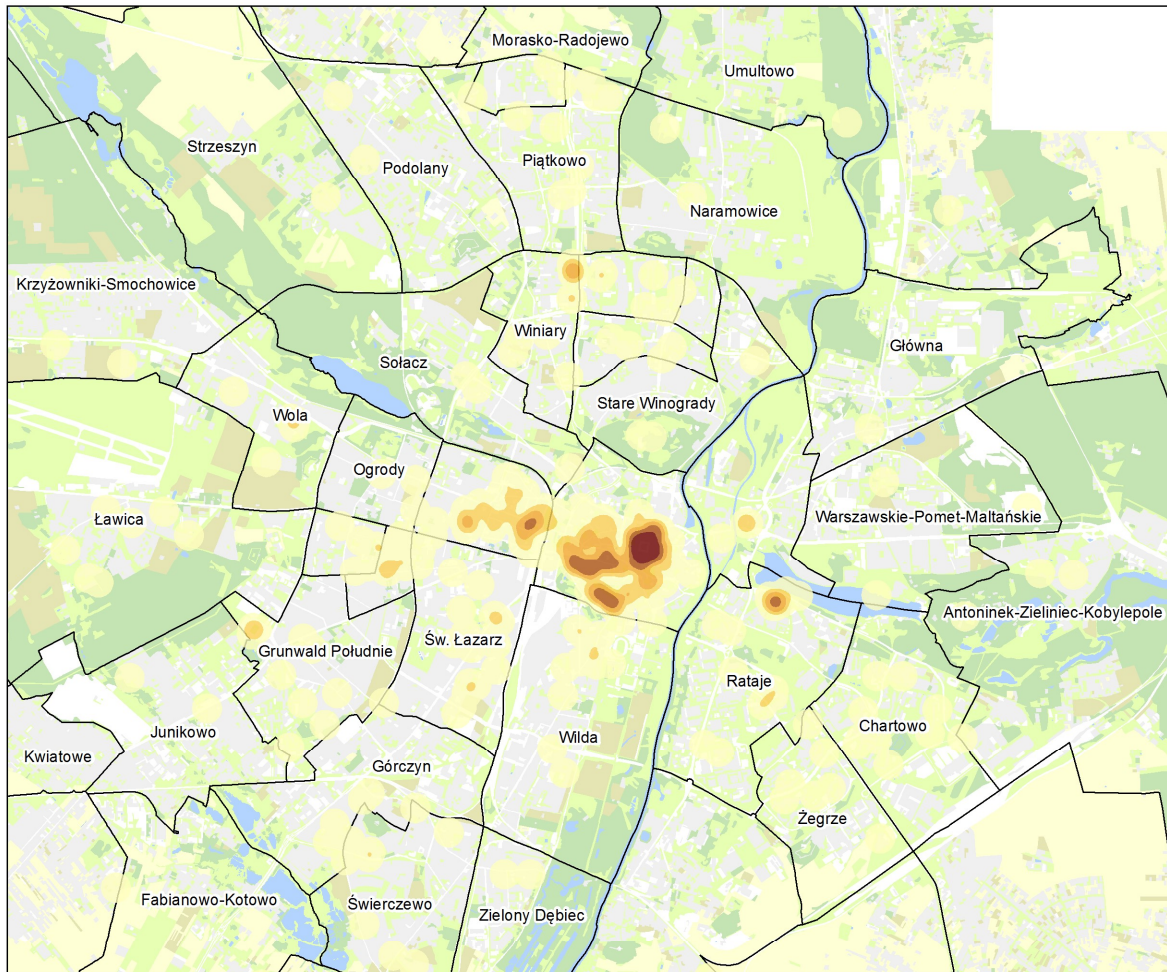 Morasko-Radojewo
Umultowo
Strzeszyn
Piątkowo
Podolany
Naramowice
Krzyżowniki-Smochowice
Winiary
Główna
Sołacz
Stare Winogrady
Wola
Ogrody
Ławica
Warszawskie-Pomet-Maltańskie
Antoninek-Zieliniec-Kobylepole
Św. Łazarz
Grunwald Południe
Rataje
Chartowo
Junikowo
Wilda
Kwiatowe
Górczyn
Żegrze
Fabianowo-Kotowo
Świerczewo
Zielony Dębiec